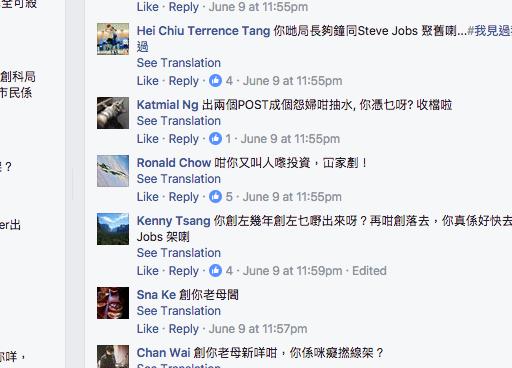 全可殺
Like · Reply · June 9 at 11:55pm
Hei Chiu Terrence Tang 你哋局長夠鐘同Steve Jobs 聚舊喇...#我見過
過
See Translation
Like · Reply · 4 · June 9 at 11:55pm
創科局
市民係
Katmial Ng 出兩個POST成個怨婦咁抽水, 你憑乜呀? 收檔啦
See Translation
Like · Reply · 1 · June 9 at 11:55pm
？
Ronald Chow 咁你又叫人嚟投資，冚家剷！
See Translation
Like · Reply · 5 · June 9 at 11:55pm
er出
Kenny Tsang 你創左幾年創左乜嘢出來呀？再咁創落去，你真係好快去
Jobs 架喇
See Translation
Like · Reply · 4 · June 9 at 11:59pm · Edited
Sna Ke 創你老母閪
Like · Reply · June 9 at 11:57pm
你咩，
Chan Wai 創你老母新咩咁，你係咪癡撚線架？
See Translation